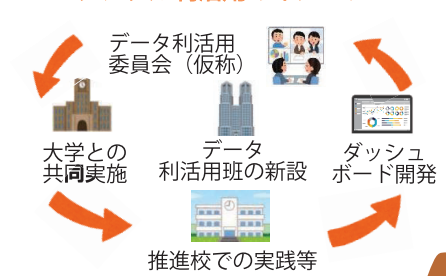 データ利活用
委員会（仮称）
大学との
共同実施
データ
利活用班の新設
ダッシュ
ボード開発
推進校での実践等